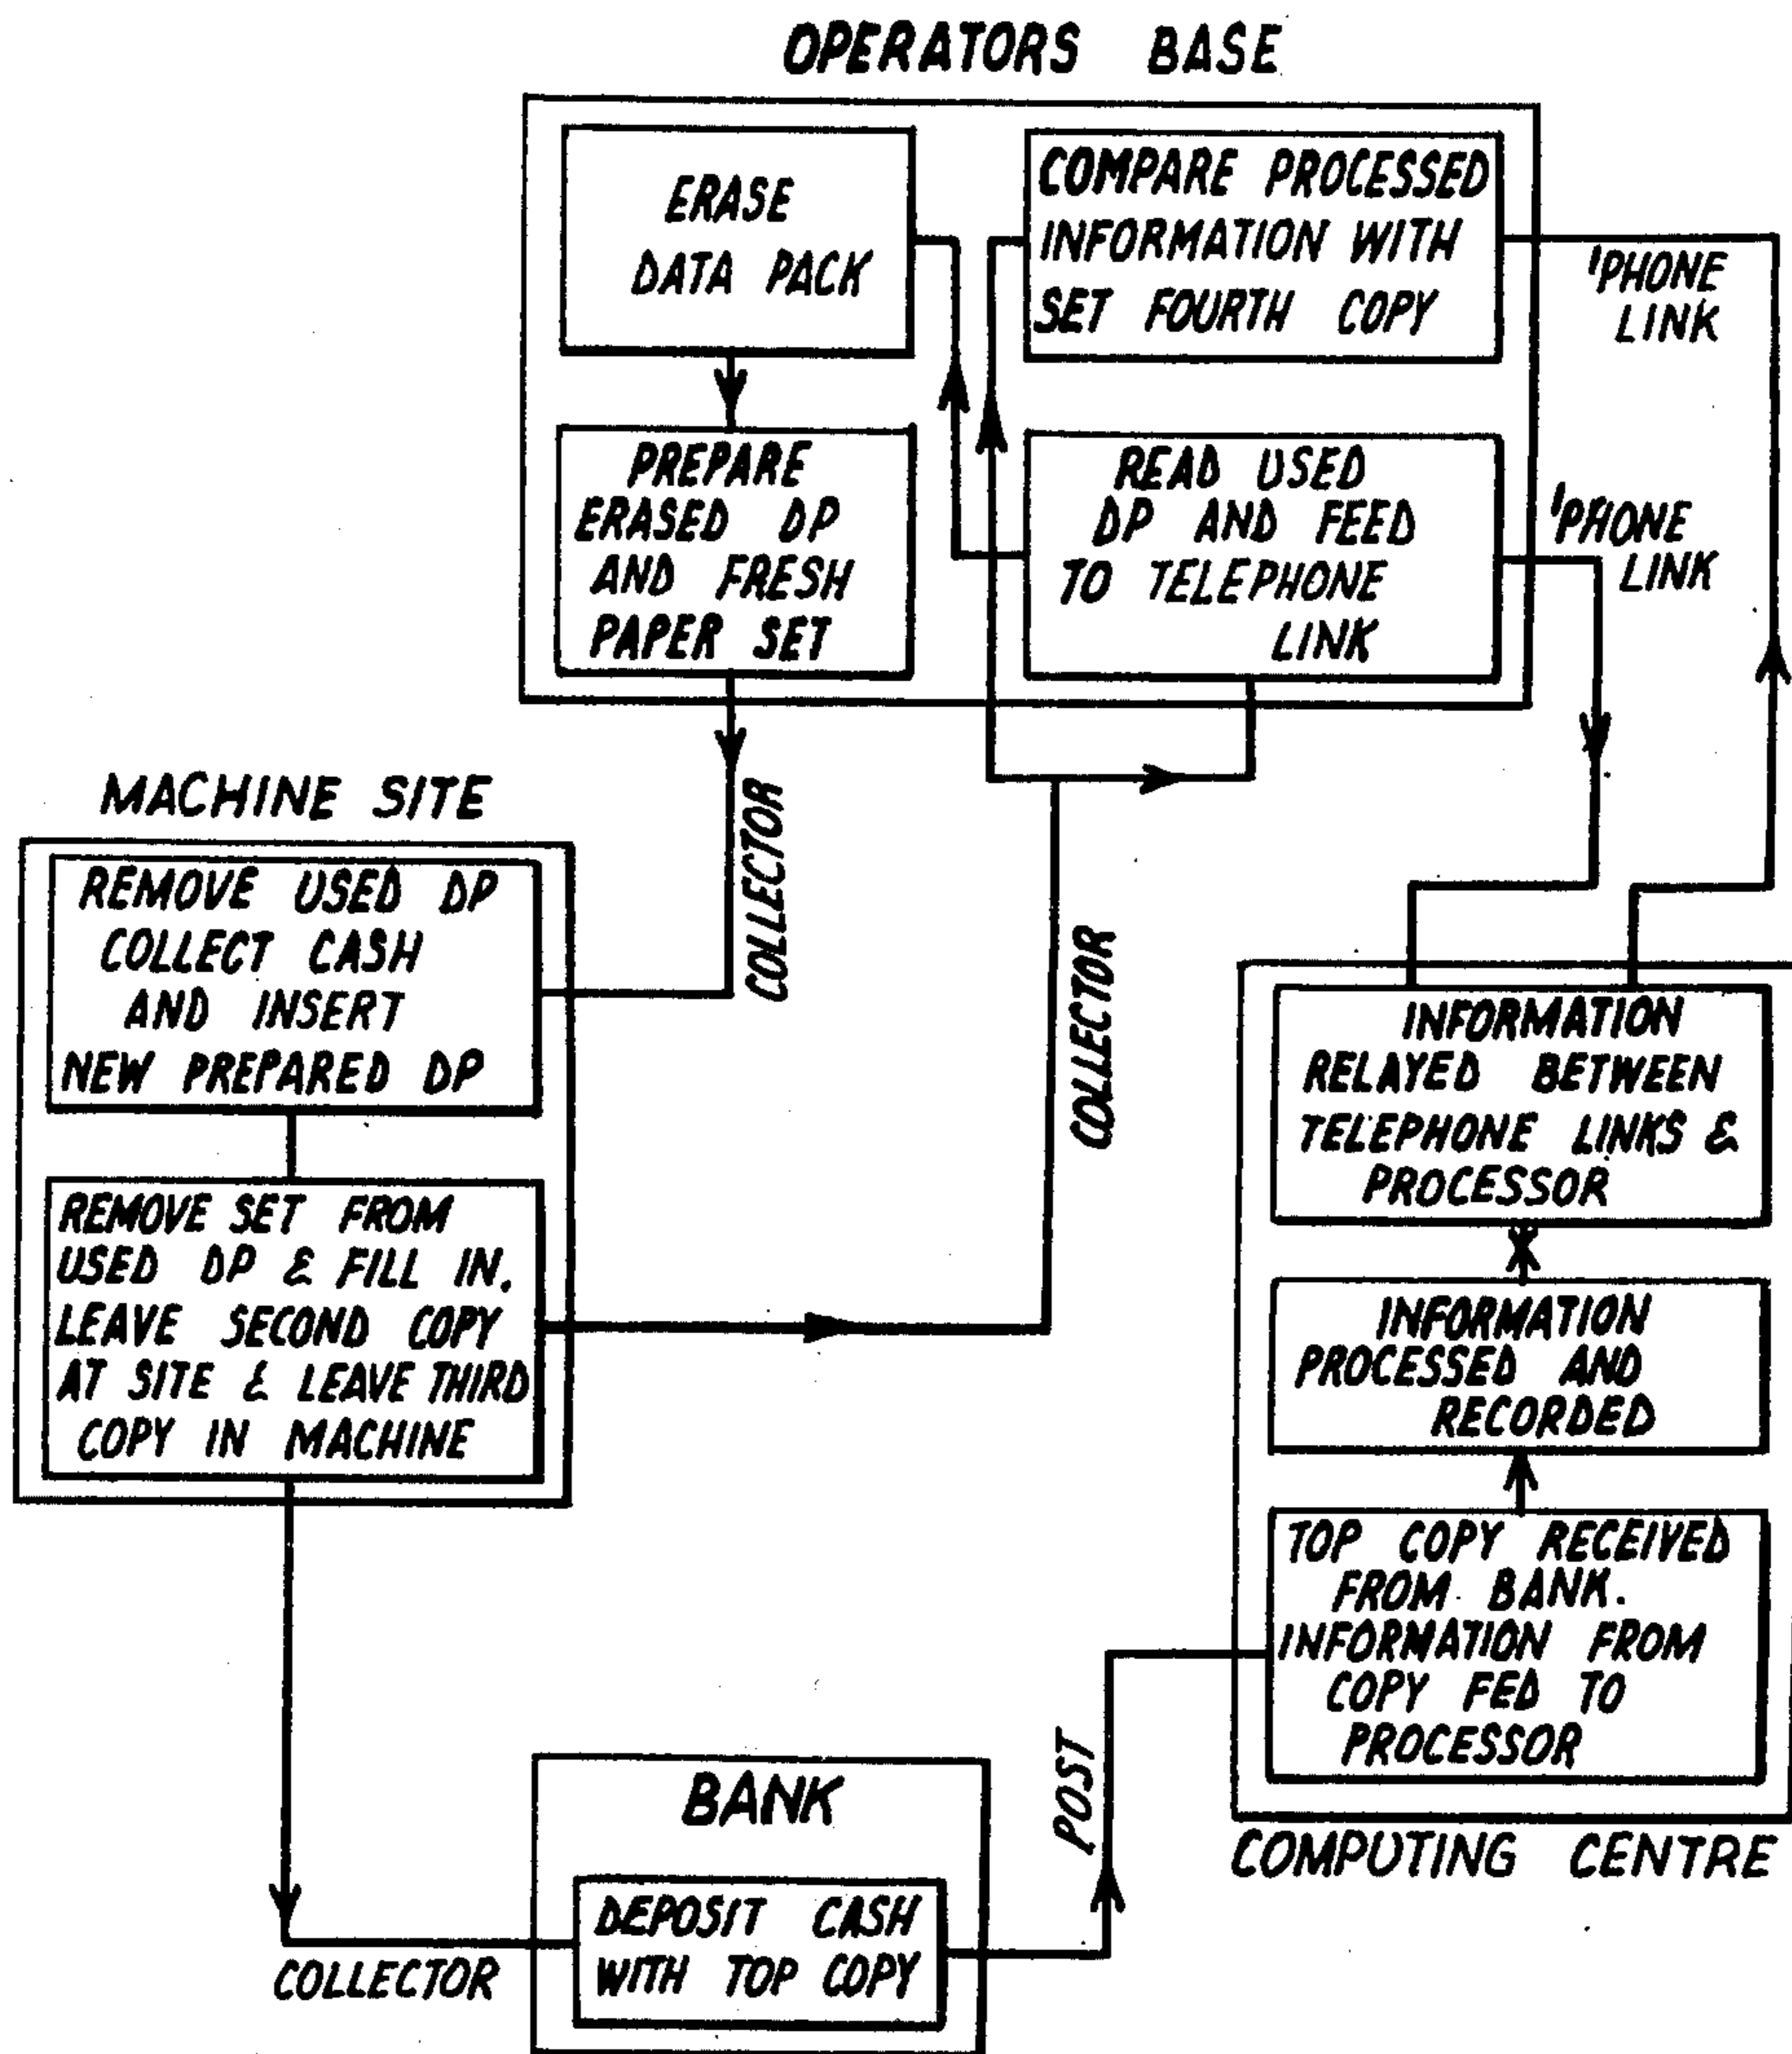 OPERATORS BASE
ERASE
DATA PACK
COMPARE PROCESSED
INFORMATION WITH
SET FOURTH COPY
'PHONE
LINK
PREPARE
ERASED DP
AND FRESH
PAPER SET
READ USED
DP AND FEED
TO TELEPHONE
LINK
'PHONE
LINK
COLLECTOR
MACHINE SITE
REMOVE USED DP
COLLECT CASH
AND INSERT
NEW PREPARED DP
REMOVE SET FROM
USED DP & FILL IN.
LEAVE SECOND COPY
AT SITE & LEAVE THIRD
COPY IN MACHINE
COLLECTOR
INFORMATION
RELAYED BETWEEN
TELEPHONE LINKS &
PROCESSOR
INFORMATION
PROCESSED AND
RECORDED
TOP COPY RECEIVED
FROM BANK.
INFORMATION FROM
COPY FED TO
PROCESSOR
COMPUTING CENTRE
POST
BANK
DEPOSIT CASH
WITH TOP COPY
COLLECTOR